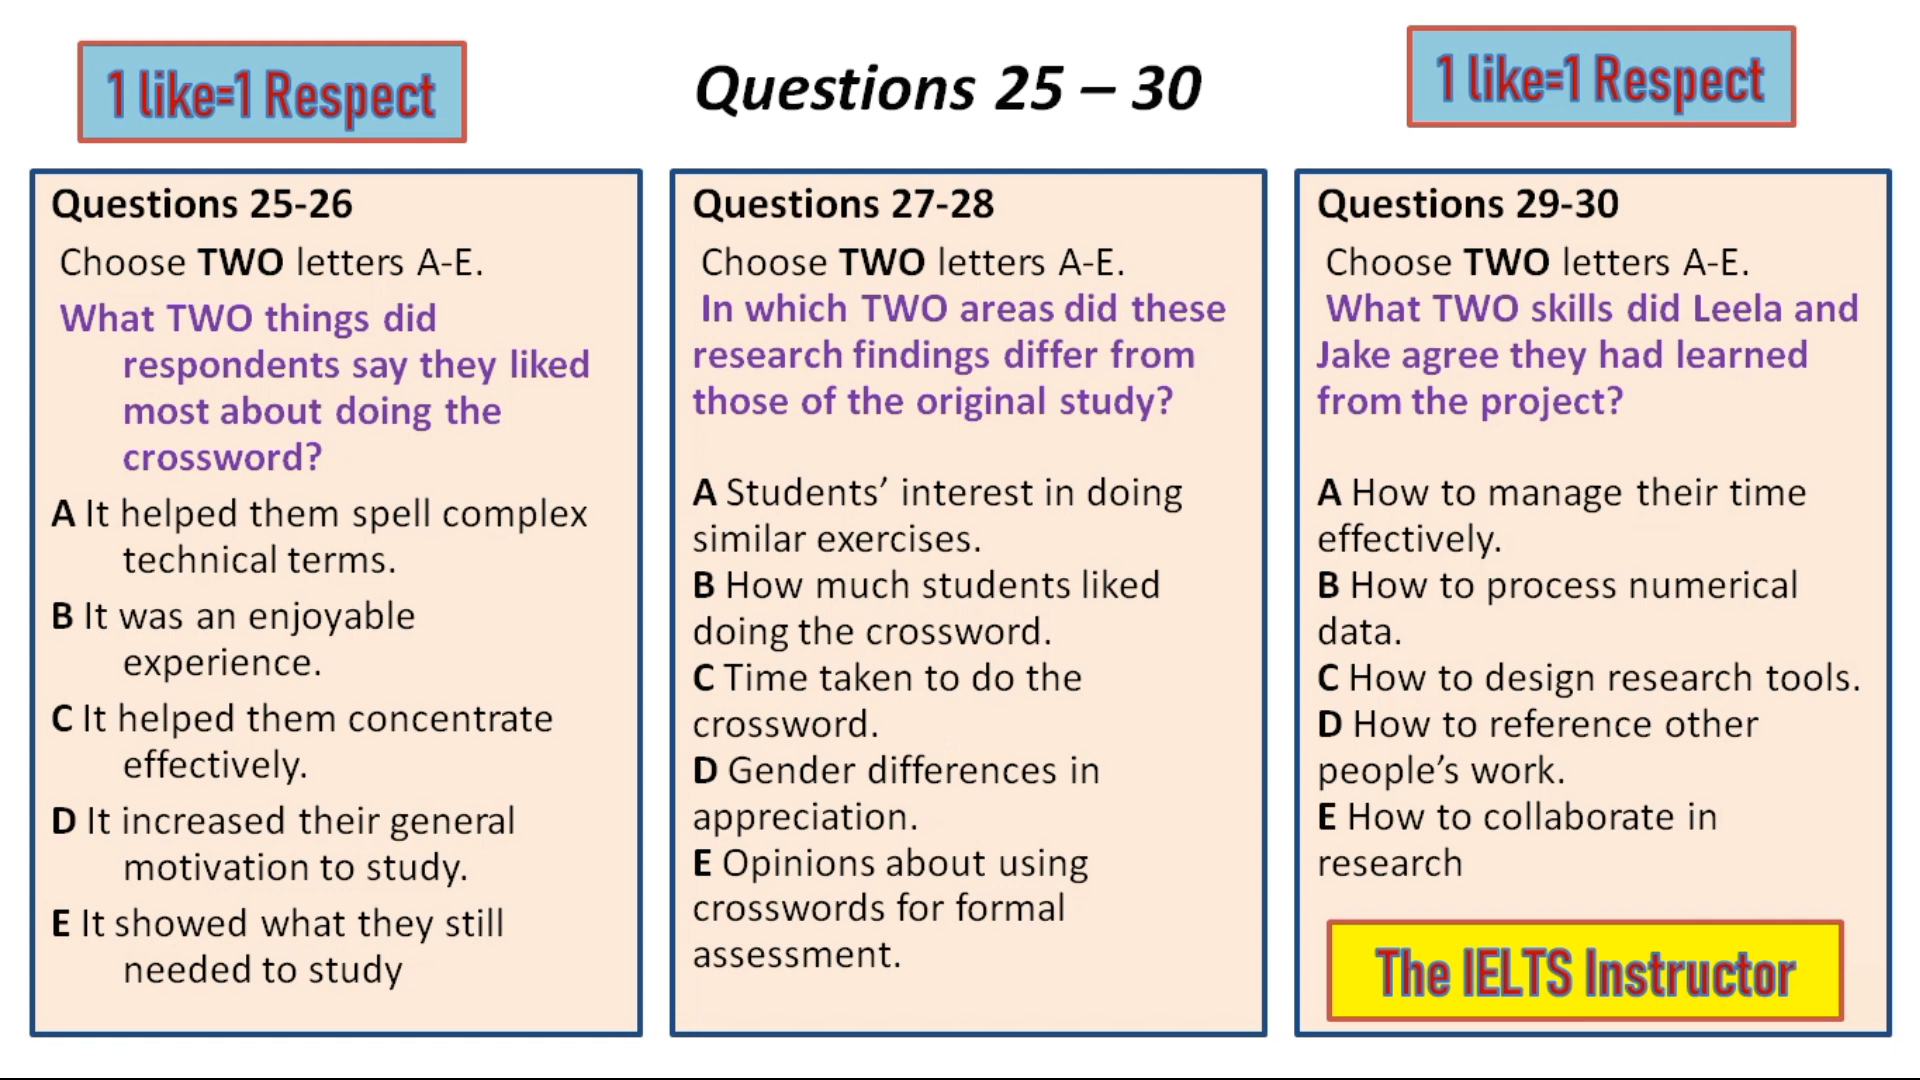 1 like=1 Respect
Questions 25 – 30
1 like=1 Respect
Questions 25-26
Choose TWO letters A-E.
What TWO things did
respondents say they liked
most about doing the
crossword?
A It helped them spell complex
technical terms.
B It was an enjoyable
experience.
C It helped them concentrate
effectively.
D It increased their general
motivation to study.
E It showed what they still
needed to study
Questions 27-28
Choose TWO letters A-E.
In which TWO areas did these
research findings differ from
those of the original study?
A Students’ interest in doing
similar exercises.
B How much students liked
doing the crossword.
C Time taken to do the
crossword.
D Gender differences in
appreciation.
E Opinions about using
crosswords for formal
assessment.
Questions 29-30
Choose TWO letters A-E.
What TWO skills did Leela and
Jake agree they had learned
from the project?
A How to manage their time
effectively.
B How to process numerical
data.
C How to design research tools.
D How to reference other
people’s work.
E How to collaborate in
research
The IELTS Instructor